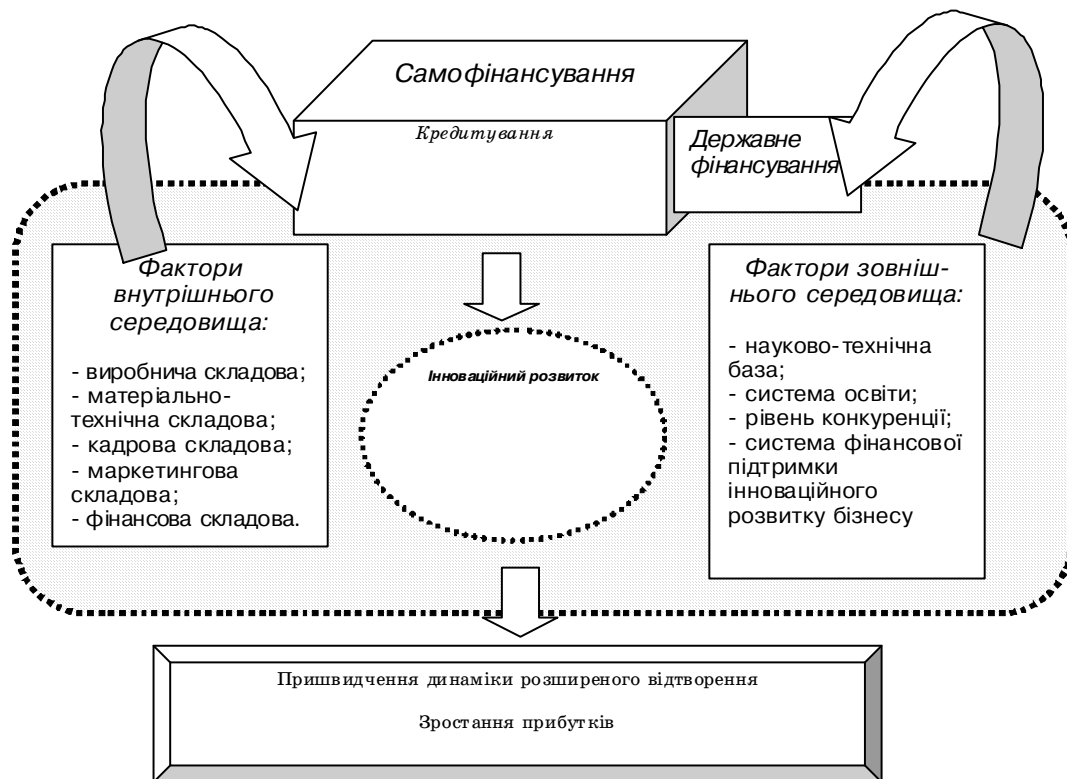 Самофінансування
Кредитування
Державне
фінансування
Фактори
внутрішнього
середовища:
- виробнича складова;
- матеріально-
технічна складова;
- кадрова складова;
- маркетингова
складова;
- фінансова складова.
Інноваційний розвиток
Фактори зовніш-
нього середовища:
- науково-технічна
база;
- система освіти;
- рівень конкуренції;
- система фінансової
підтримки
інноваційного
розвитку бізнесу
Пришвидчення динаміки розширеного відтворення
Зростання прибутків